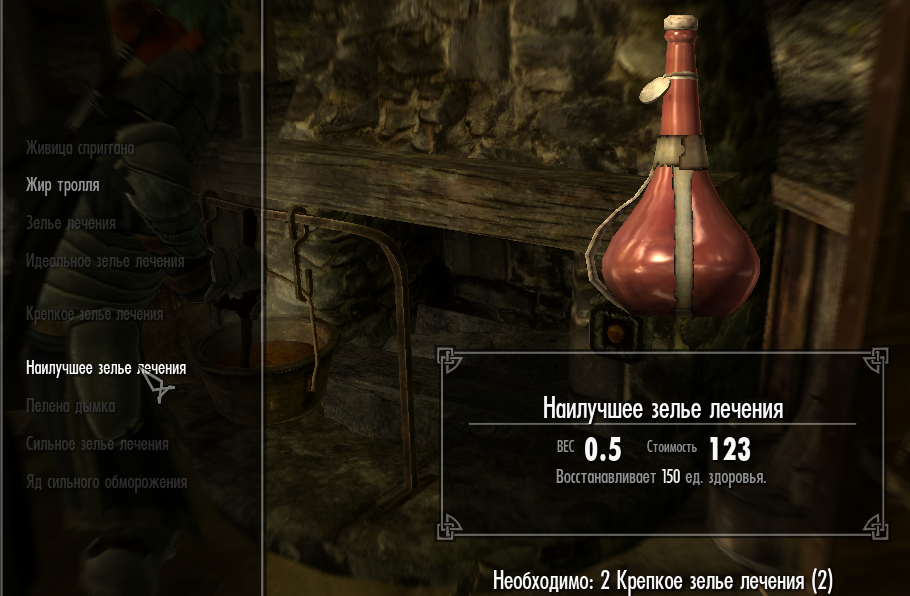 Живица сприггана
Жир тролля
Зелье лечения
Идеальное зелье лечения
Крепкое зелье лечения
Наилучшее зелье лечения
Пелена дымка
Сильное зелье лечения
Яд сильного обморожения
Наилучшее зелье лечения
ВЕС 0.5 Стоимость 123
Восстанавливает 150 ед. здоровья.
Необходимо: 2 Крепкое зелье лечения (2)